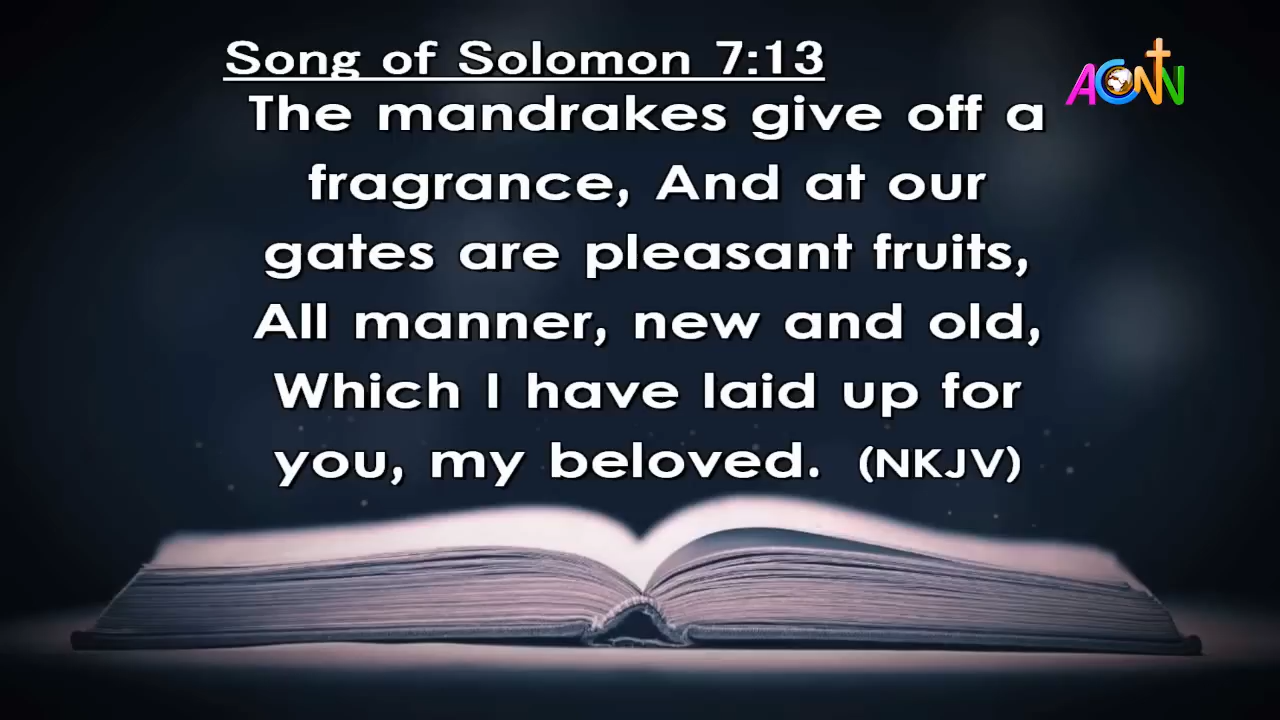 Song of Solomon 7:13
ACNN
The mandrakes give off a
fragrance, And at our
gates are pleasant fruits,
All manner, new and old,
Which I have laid up for
you, my beloved. (NKJV)